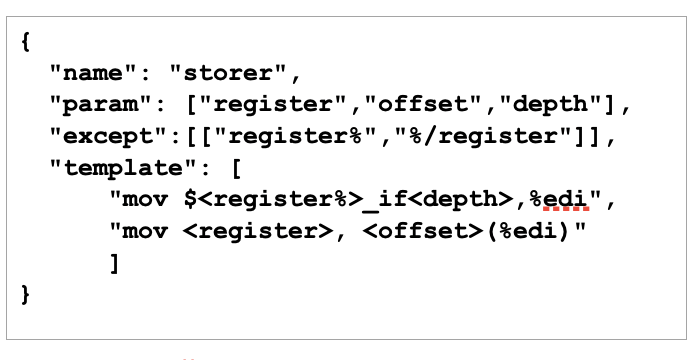 {
"name": "storer",
"param": ["register","offset","depth"],
"except":[["register%","%/register"]],
"template": [
"mov $<register%>_if<depth>,%edi",
"mov <register>, <offset>(%edi)"
]
}